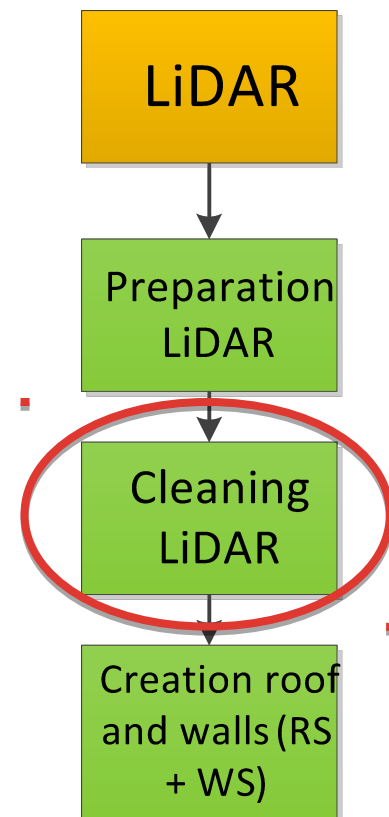 LiDAR
Preparation
LiDAR
Cleaning
LiDAR
Creation roof
and walls (RS
+ WS)